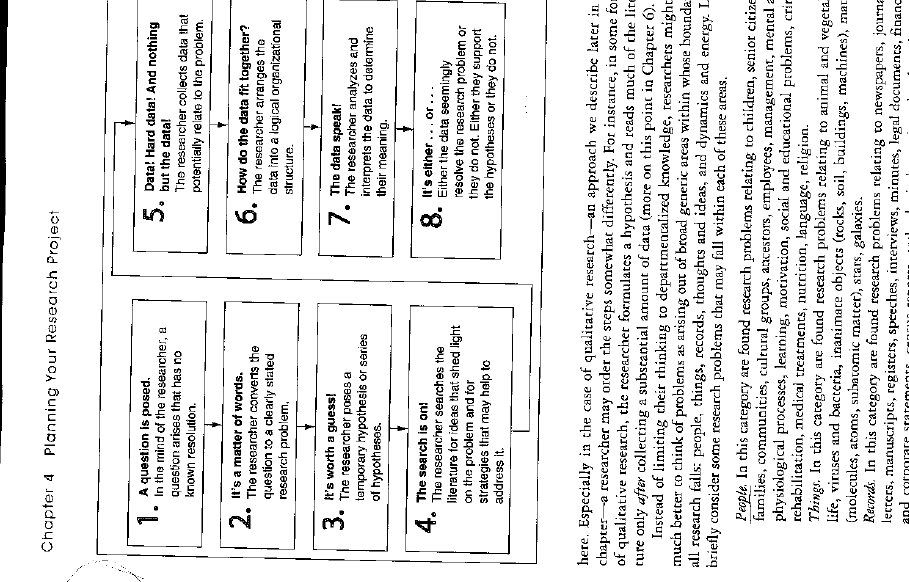 Chapter 4 Planning Your Research Project
1. A question is posed.
In the mind of the researcher, a
question arises that has no
known resolution.
2. It's a matter of words.
The researcher converts the
question to a clearly stated
research problem.
3. It's worth a guess!
The researcher poses a
temporary hypothesis or series
of hypotheses.
4. The search is on!
The researcher searches the
literature for ideas that shed light
on the problem and for
strategies that may help to
address it.
5. Data! Hard data! And nothing
but the data!
The researcher collects data that
potentially relate to the problem.
6. How do the data fit together?
The researcher arranges the
data into a logical organizational
structure.
7. The data speak!
The researcher analyzes and
interprets the data to determine
their meaning.
8. It's either . . . or . . .
Either the data seemingly
resolve the research problem or
they do not. Either they support
the hypotheses or they do not.
here. Especially in the case of qualitative research—an approach we describe later in
chapter—a researcher may order the steps somewhat differently. For instance, in some
of qualitative research, the researcher formulates a hypothesis and reads much of the
ture only after collecting a substantial amount of data (more on this point in Chapter 6).
Instead of limiting their thinking to departmentalized knowledge, researchers might
much better to think of problems as arising out of broad generic areas within whose
all research falls: people, things, records, thoughts and ideas, and dynamics and energy.
briefly consider some research problems that may fall within each of these areas.
People. In this category are found research problems relating to children, senior
families, communities, cultural groups, ancestors, employees, management, mental
physiological processes, learning, motivation, social and educational problems,
rehabilitation, medical treatments, nutrition, language, religion.
Things. In this category are found research problems relating to animal and
life, viruses and bacteria, inanimate objects (rocks, soil, buildings, machines),
(molecules, atoms, subatomic matter), stars, galaxies.
Records. In this category are found research problems relating to newspapers,
letters, manuscripts, registers, speeches, interviews, minutes, legal documents,
and corporate statements, census reports